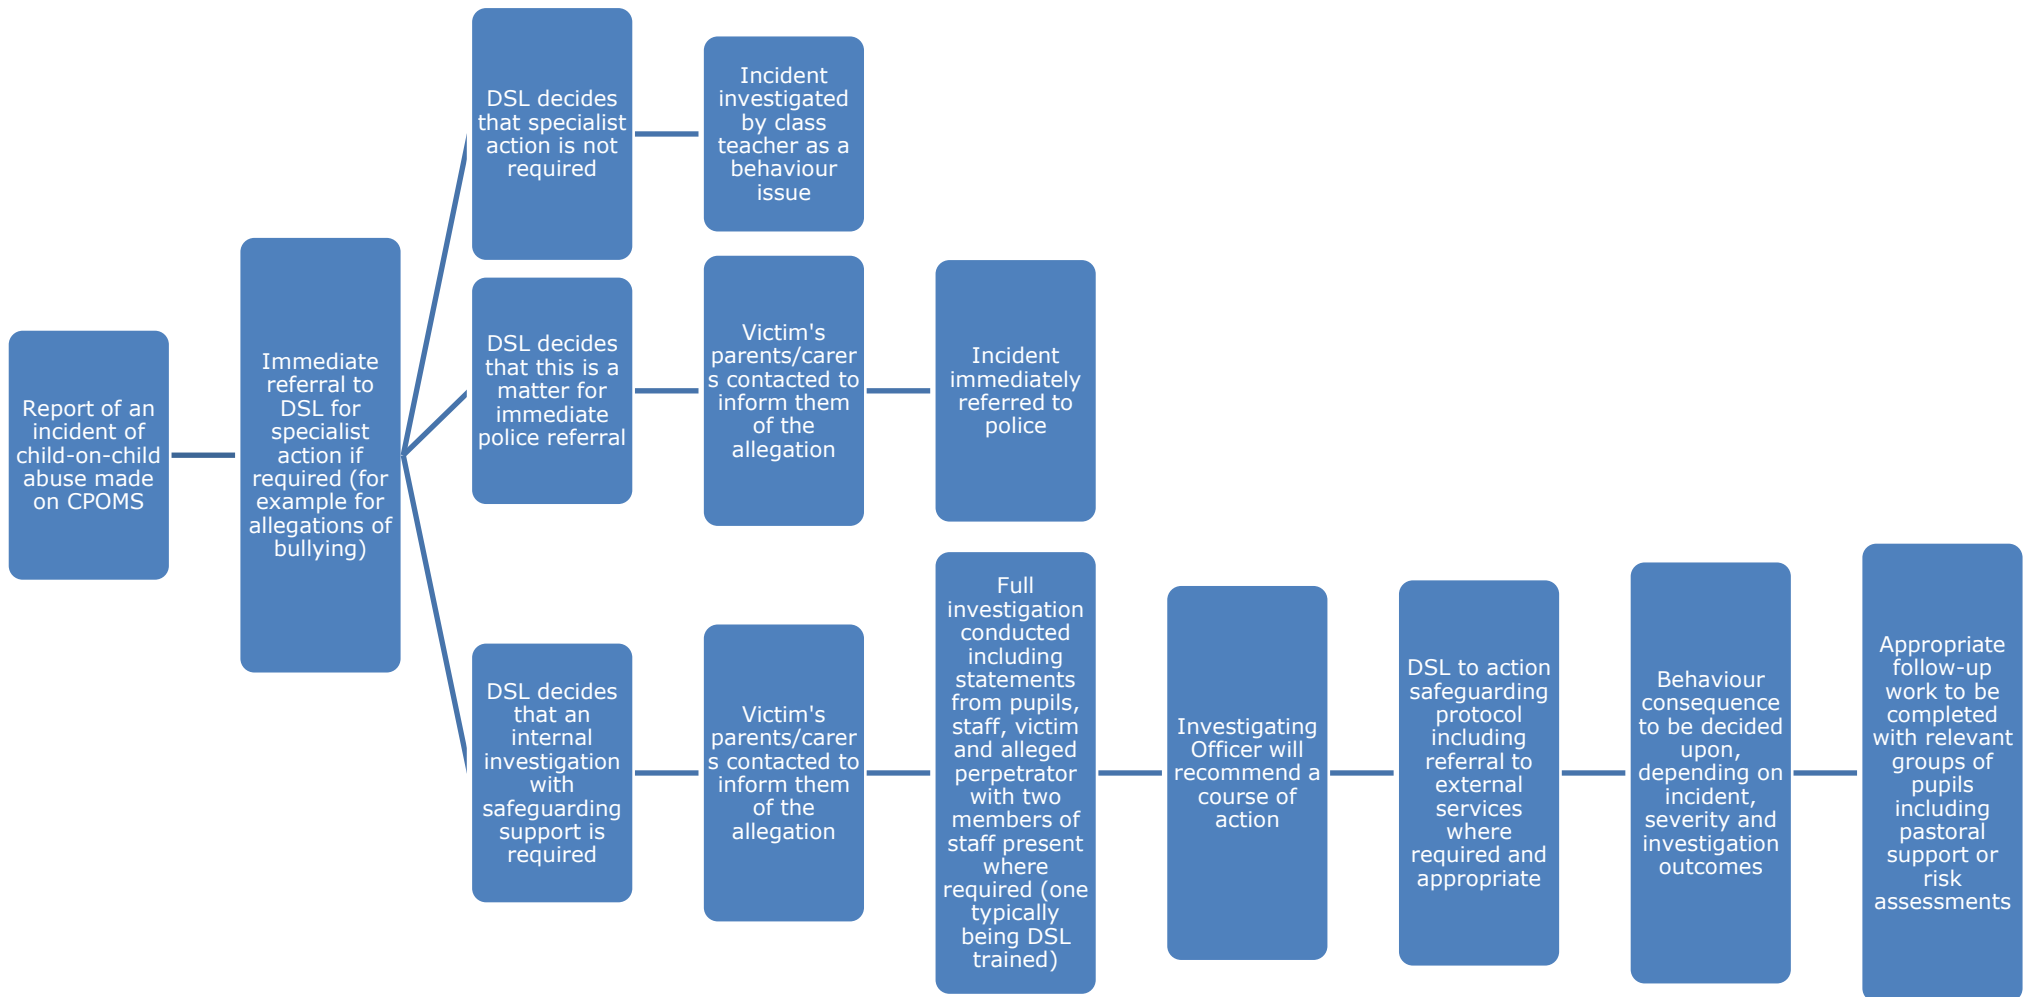 Report of an
incident of
child-on-child
abuse made
on CPOMS
Immediate
referral to
DSL for
specialist
action if
required (for
example for
allegations of
bullying)
DSL decides
that specialist
action is not
required
Incident
investigated
by class
teacher as a
behaviour
issue
DSL decides
that this is a
matter for
immediate
police referral
Victim's
parents/carer
s contacted to
inform them
of the
allegation
Incident
immediately
referred to
police
DSL decides
that an
internal
investigation
with
safeguarding
support is
required
Victim's
parents/carer
s contacted to
inform them
of the
allegation
Full
investigation
conducted
including
statements
from pupils,
staff, victim
and alleged
perpetrator
with two
members of
staff present
where
required (one
typically
being DSL
trained)
Investigating
Officer will
recommend a
course of
action
DSL to action
safeguarding
protocol
including
referral to
external
services
where
required and
appropriate
Behaviour
consequence
to be decided
upon,
depending on
incident,
severity and
investigation
outcomes
Appropriate
follow-up
work to be
completed
with relevant
groups of
pupils
including
pastoral
support or
risk
assessments